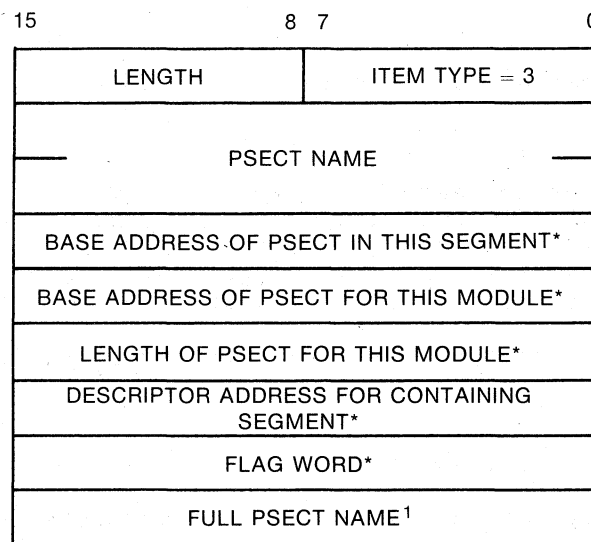 15 8 7 0
LENGTH ITEM TYPE = 3
PSECT NAME
BASE ADDRESS OF PSECT IN THIS SEGMENT*
BASE ADDRESS OF PSECT FOR THIS MODULE*
LENGTH OF PSECT FOR THIS MODULE*
DESCRIPTOR ADDRESS FOR CONTAINING
SEGMENT*
FLAG WORD*
FULL PSECT NAME¹